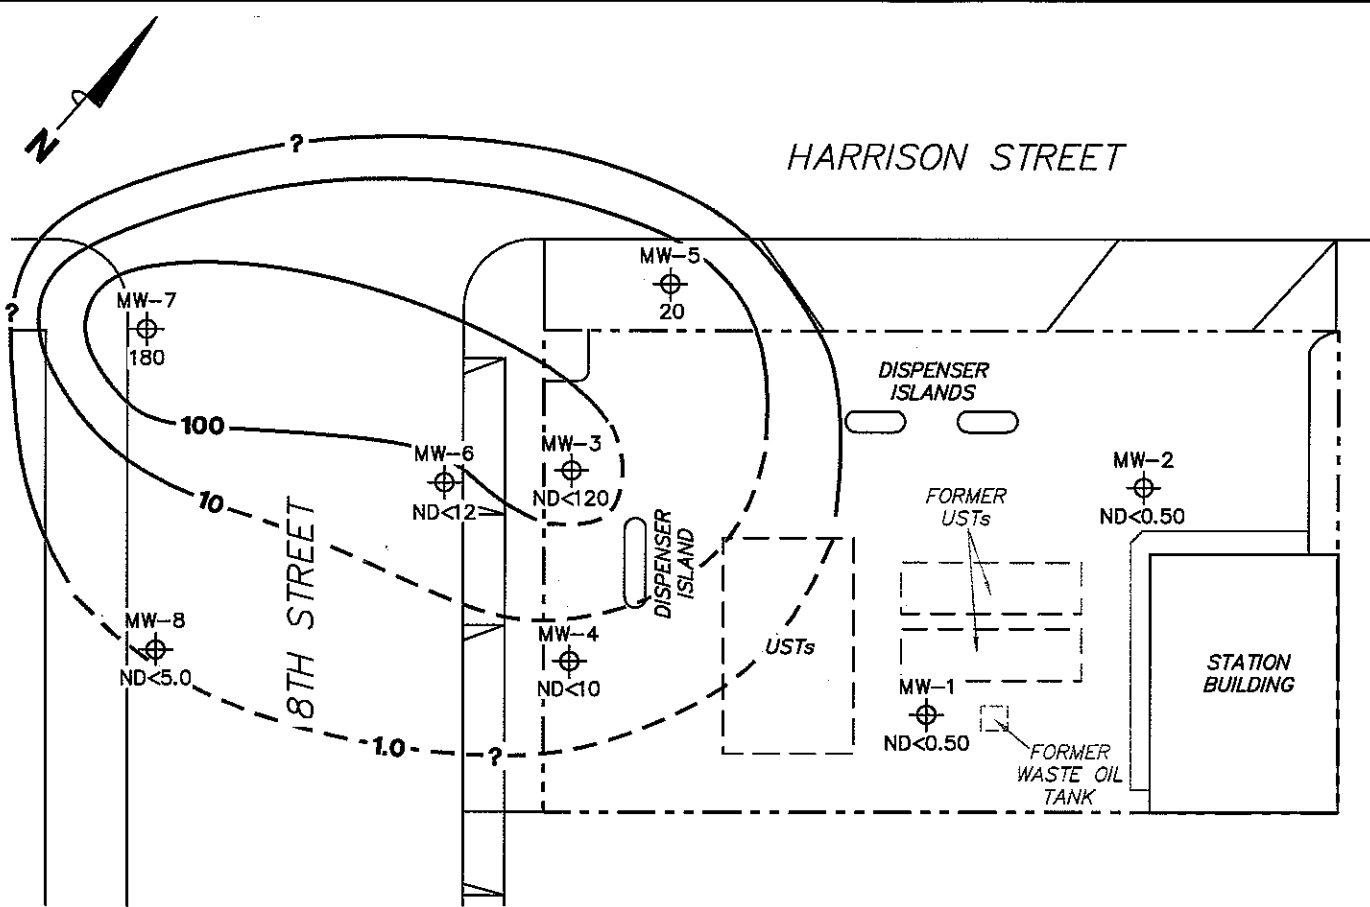 N
?
HARRISON STREET
MW-5
20
?
MW-7
180
DISPENSER
ISLANDS
100
MW-6
ND<12
MW-3
ND<120
MW-2
ND<0.50
10
FORMER
USTs
18TH STREET
DISPENSER
ISLAND
MW-8
ND<5.0
MW-4
ND<10
USTs
STATION
BUILDING
MW-1
ND<0.50
1.0
?
FORMER
WASTE OIL
TANK